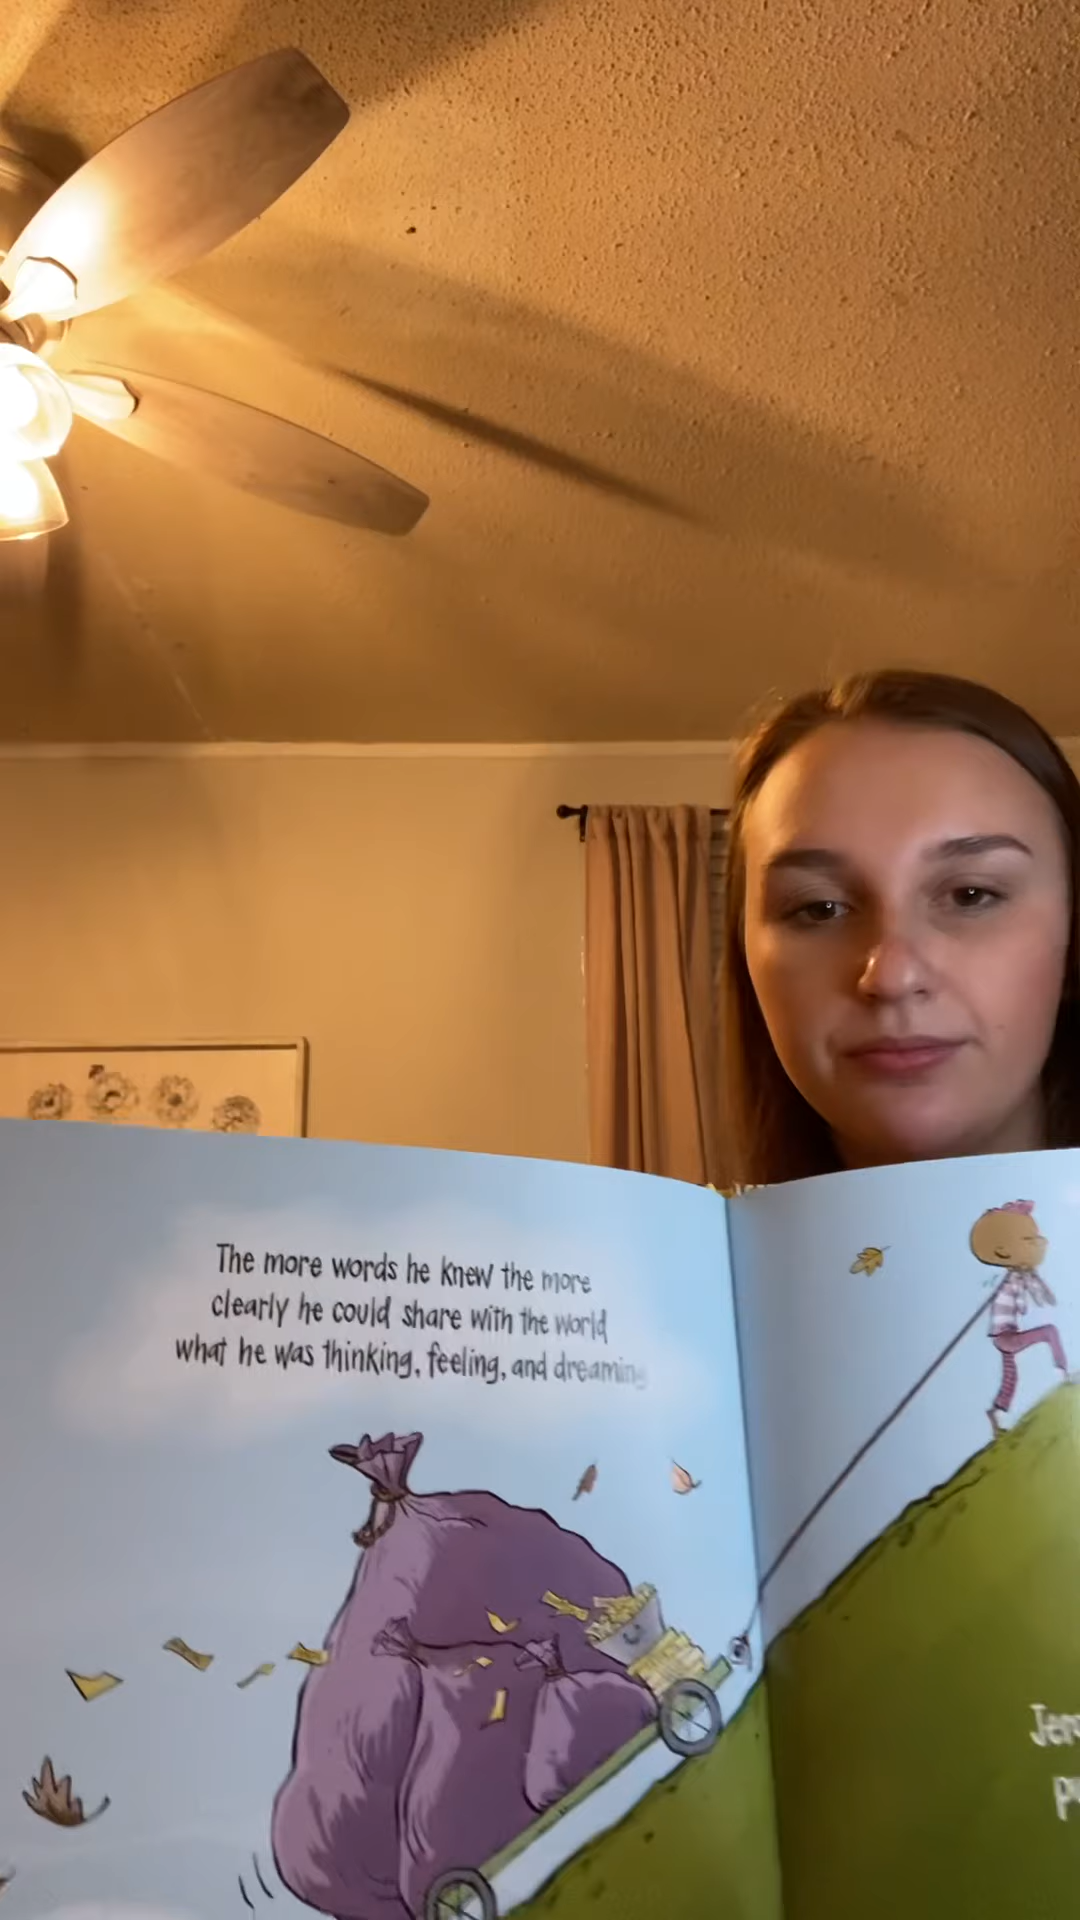 The more words he knew the more
clearly he could share with the world
what he was thinking, feeling, and dreaming